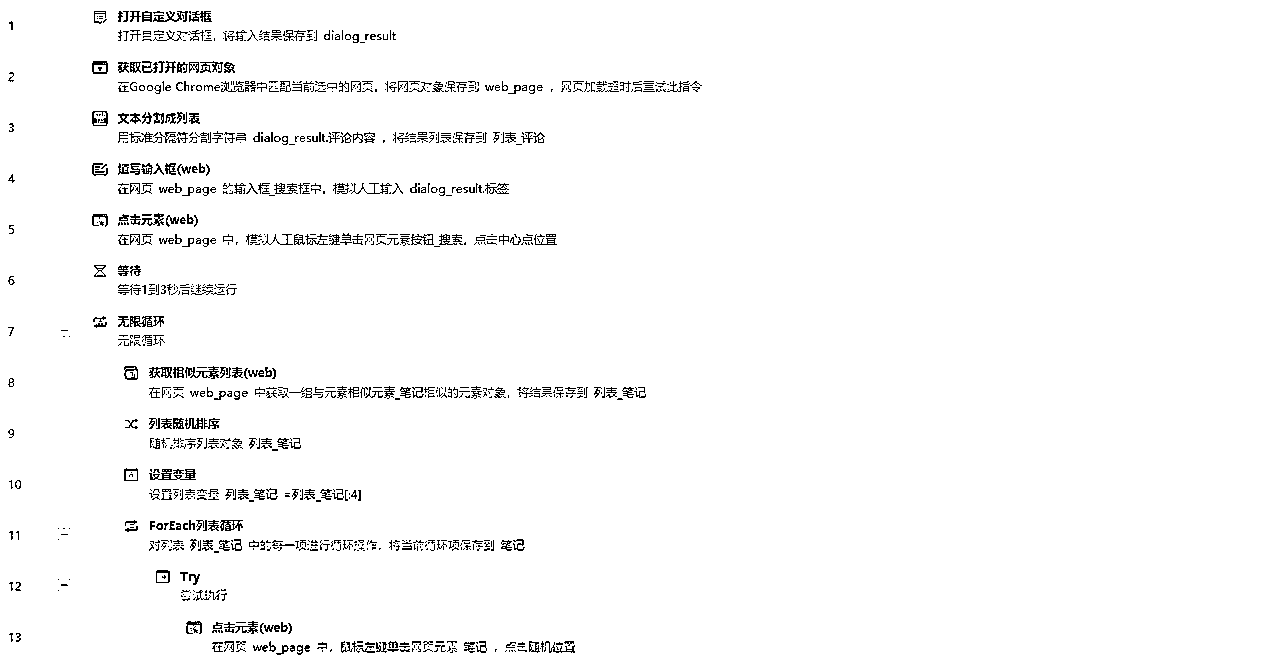 1
打开自定义对话框
打开自定义对话框，将输入结果保存到 dialog_result
2
获取已打开的网页对象
在Google Chrome浏览器中匹配当前选中的网页，将网页对象保存到 web_page ，网页加载超时后重试此指令
3
文本分割成列表
用标准分隔符分割字符串 dialog_result.评论内容 ，将结果列表保存到 列表_评论
4
填写输入框(web)
在网页 web_page 的输入框_搜索框中，模拟人工输入 dialog_result.标签
5
点击元素(web)
在网页 web_page 中，模拟人工鼠标左键单击网页元素按钮_搜索，点击中心点位置
6
等待
等待1到3秒后继续运行
7
无限循环
无限循环
8
获取相似元素列表(web)
在网页 web_page 中获取一组与元素相似元素_笔记相似的元素对象，将结果保存到 列表_笔记
9
列表随机排序
随机排序列表对象 列表_笔记
10
设置变量
设置列表变量 列表_笔记 =列表_笔记[:4]
11
ForEach列表循环
对列表 列表_笔记 中的每一项进行循环操作，将当前循环项保存到 笔记
12
Try
尝试执行
13
点击元素(web)
在网页 web_page 中，鼠标左键单击网页元素 笔记 ，点击随机位置